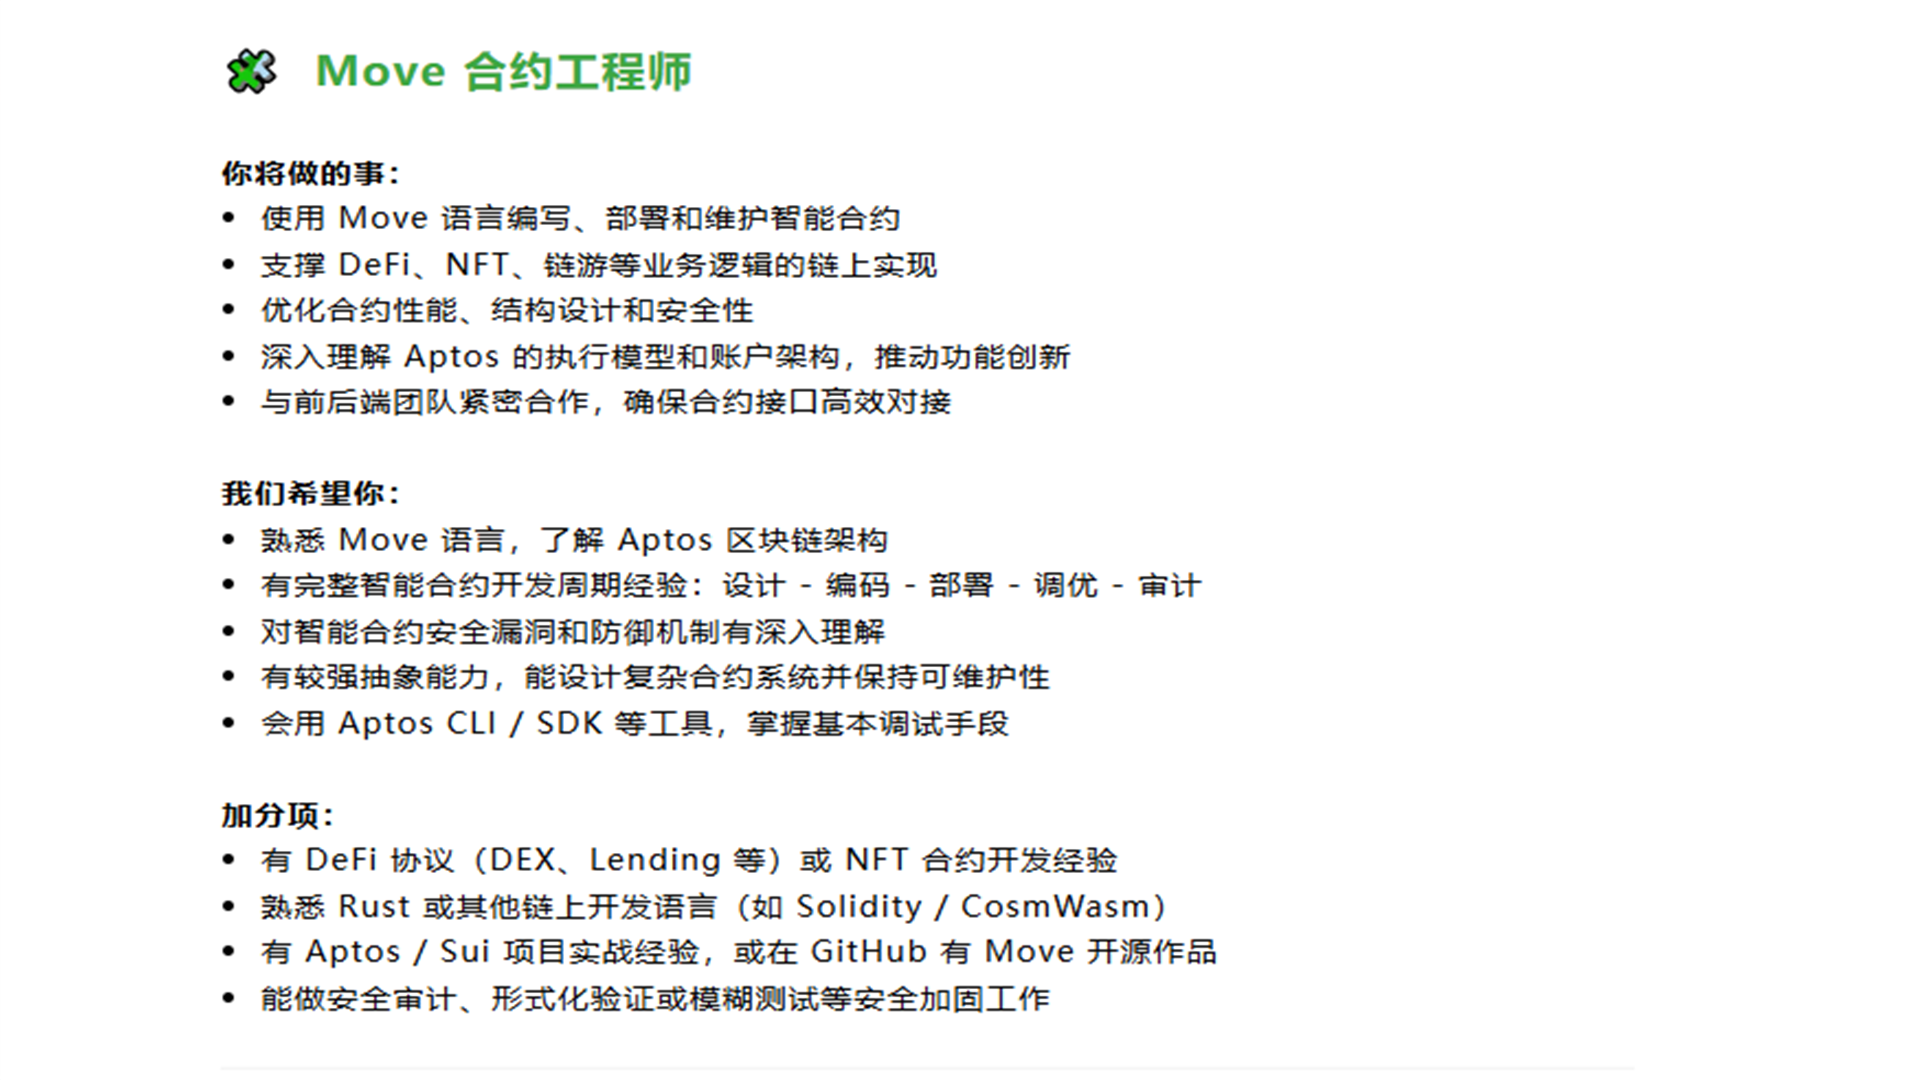 Move 合约工程师
你将做的事：
• 使用 Move 语言编写、部署和维护智能合约
• 支撑 DeFi、NFT、链游等业务逻辑的链上实现
• 优化合约性能、结构设计和安全性
• 深入理解 Aptos 的执行模型和账户架构，推动功能创新
• 与前后端团队紧密合作，确保合约接口高效对接
我们希望你：
• 熟悉 Move 语言，了解 Aptos 区块链架构
• 有完整智能合约开发周期经验：设计 - 编码 - 部署 - 调优 - 审计
• 对智能合约安全漏洞和防御机制有深入理解
• 有较强抽象能力，能设计复杂合约系统并保持可维护性
• 会用 Aptos CLI / SDK 等工具，掌握基本调试手段
加分项：
• 有 DeFi 协议（DEX、Lending 等）或 NFT 合约开发经验
• 熟悉 Rust 或其他链上开发语言（如 Solidity / CosmWasm）
• 有 Aptos / Sui 项目实战经验，或在 GitHub 有 Move 开源作品
• 能做安全审计、形式化验证或模糊测试等安全加固工作